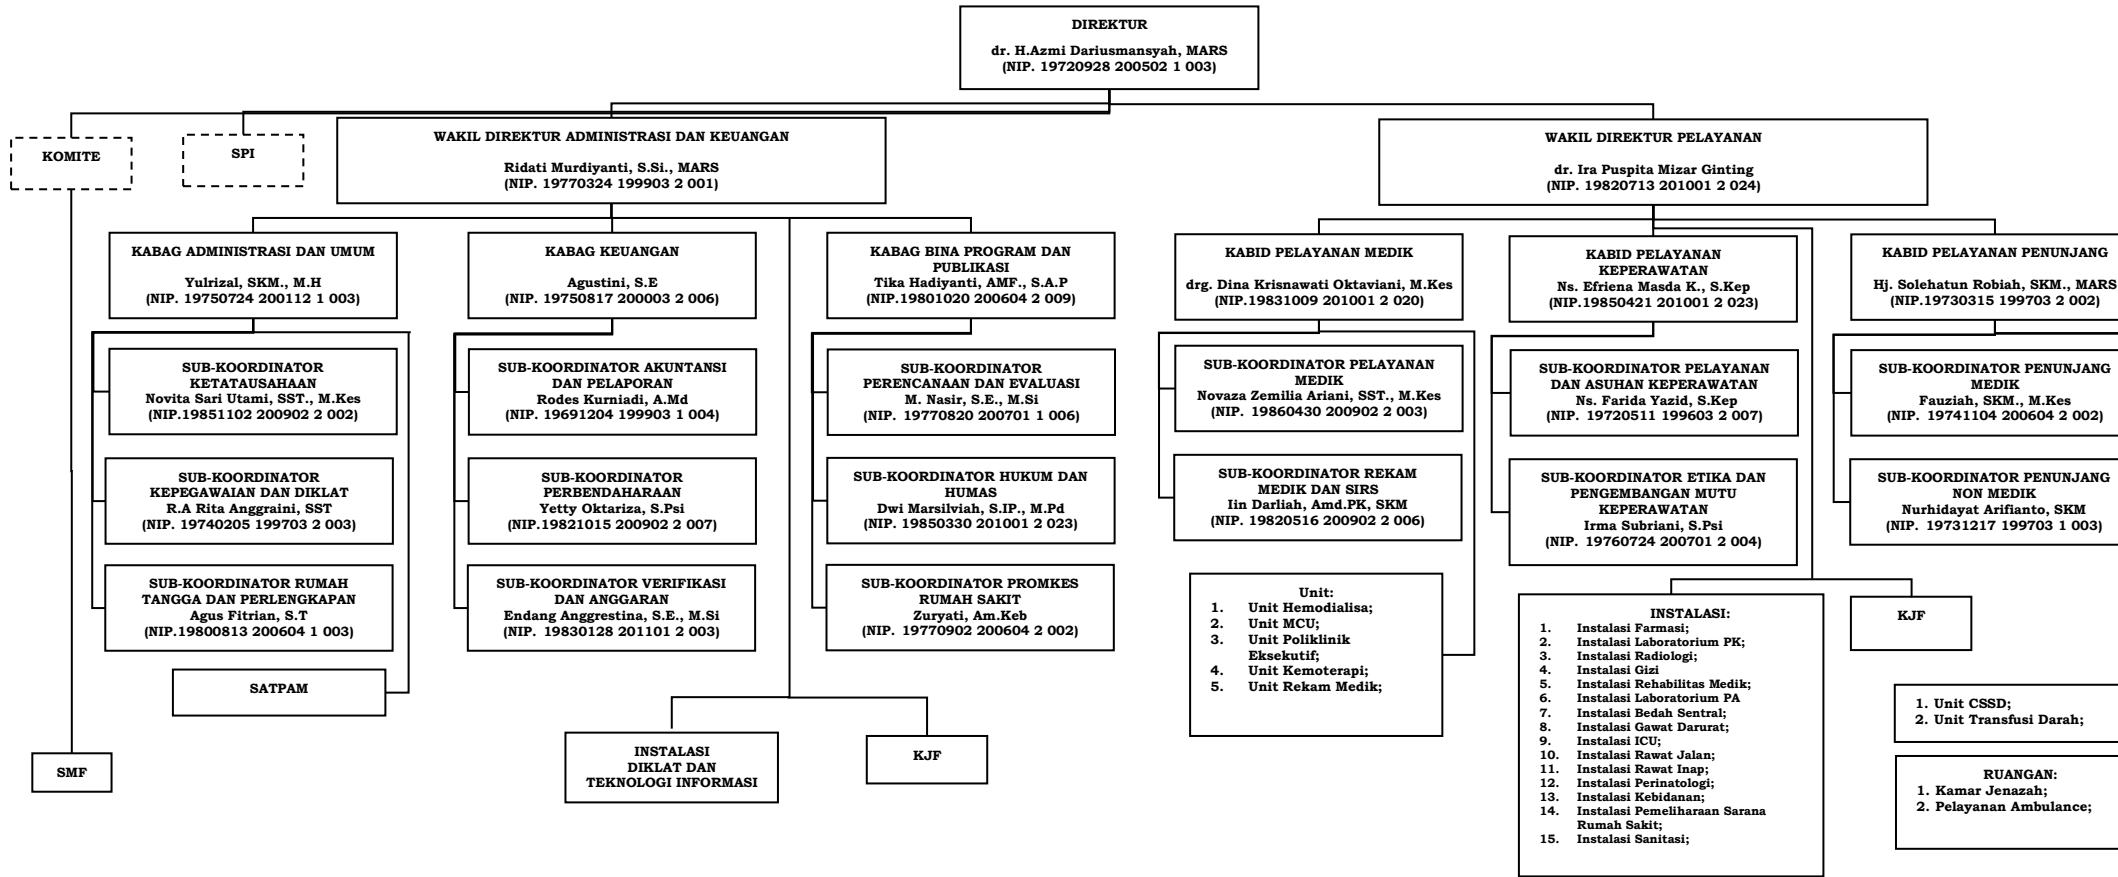 DIREKTUR
dr. H.Azmi Dariusmansyah, MARS
(NIP. 19720928 200502 1 003)
KOMITE
SPI
WAKIL DIREKTUR ADMINISTRASI DAN KEUANGAN
Ridati Murdiyanti, S.Si., MARS
(NIP. 19770324 199903 2 001)
WAKIL DIREKTUR PELAYANAN
dr. Ira Puspita Mizar Ginting
(NIP. 19820713 201001 2 024)
KABAG ADMINISTRASI DAN UMUM
Yulrizal, SKM., M.H
(NIP. 19750724 200112 1 003)
KABAG KEUANGAN
Agustini, S.E
(NIP. 19750817 200003 2 006)
KABAG BINA PROGRAM DAN
PUBLIKASI
Tika Hadiyanti, AMF., S.A.P
(NIP.19801020 200604 2 009)
KABID PELAYANAN MEDIK
drg. Dina Krisnawati Oktaviani, M.Kes
(NIP.19831009 201001 2 020)
KABID PELAYANAN
KEPERAWATAN
Ns. Efriena Masda K., S.Kep
(NIP.19850421 201001 2 023)
KABID PELAYANAN PENUNJANG
Hj. Solehatun Robiah, SKM., MARS
(NIP.19730315 199703 2 002)
SUB-KOORDINATOR
KETATAUSAHAAN
Novita Sari Utami, SST., M.Kes
(NIP.19851102 200902 2 002)
SUB-KOORDINATOR AKUNTANSI
DAN PELAPORAN
Rodes Kurniadi, A.Md
(NIP. 19691204 199903 1 004)
SUB-KOORDINATOR
PERENCANAAN DAN EVALUASI
M. Nasir, S.E., M.Si
(NIP. 19770820 200701 1 006)
SUB-KOORDINATOR PELAYANAN
MEDIK
Novaza Zemilia Ariani, SST., M.Kes
(NIP. 19860430 200902 2 003)
SUB-KOORDINATOR PELAYANAN
DAN ASUHAN KEPERAWATAN
Ns. Farida Yazid, S.Kep
(NIP. 19720511 199603 2 007)
SUB-KOORDINATOR PENUNJANG
MEDIK
Fauziah, SKM., M.Kes
(NIP. 19741104 200604 2 002)
SUB-KOORDINATOR
KEPEGAWAIAN DAN DIKLAT
R.A Rita Anggraini, SST
(NIP. 19740205 199703 2 003)
SUB-KOORDINATOR
PERBENDAHARAAN
Yetty Oktariza, S.Psi
(NIP.19821015 200902 2 007)
SUB-KOORDINATOR HUKUM DAN
HUMAS
Dwi Marsilviah, S.IP., M.Pd
(NIP. 19850330 201001 2 023)
SUB-KOORDINATOR REKAM
MEDIK DAN SIRS
Iin Darliah, Amd.PK, SKM
(NIP. 19820516 200902 2 006)
SUB-KOORDINATOR ETIKA DAN
PENGEMBANGAN MUTU
KEPERAWATAN
Irma Subriani, S.Psi
(NIP. 19760724 200701 2 004)
SUB-KOORDINATOR PENUNJANG
NON MEDIK
Nurhidayat Arifianto, SKM
(NIP. 19731217 199703 1 003)
SUB-KOORDINATOR RUMAH
TANGGA DAN PERLENGKAPAN
Agus Fitrian, S.T
(NIP.19800813 200604 1 003)
SUB-KOORDINATOR VERIFIKASI
DAN ANGGARAN
Endang Anggrestina, S.E., M.Si
(NIP. 19830128 201101 2 003)
SUB-KOORDINATOR PROMKES
RUMAH SAKIT
Zuryati, Am.Keb
(NIP. 19770902 200604 2 002)
Unit:
1. Unit Hemodialisa;
2. Unit MCU;
3. Unit Poliklinik
Eksekutif;
4. Unit Kemoterapi;
5. Unit Rekam Medik;
INSTALASI:
1. Instalasi Farmasi;
2. Instalasi Laboratorium PK;
3. Instalasi Radiologi;
4. Instalasi Gizi
5. Instalasi Rehabilitas Medik;
6. Instalasi Laboratorium PA
7. Instalasi Bedah Sentral;
8. Instalasi Gawat Darurat;
9. Instalasi ICU;
10. Instalasi Rawat Jalan;
11. Instalasi Rawat Inap;
12. Instalasi Perinatologi;
13. Instalasi Kebidanan;
14. Instalasi Pemeliharaan Sarana
Rumah Sakit;
15. Instalasi Sanitasi;
KJF
SATPAM
1. Unit CSSD;
2. Unit Transfusi Darah;
SMF
INSTALASI
DIKLAT DAN
TEKNOLOGI INFORMASI
KJF
RUANGAN:
1. Kamar Jenazah;
2. Pelayanan Ambulance;